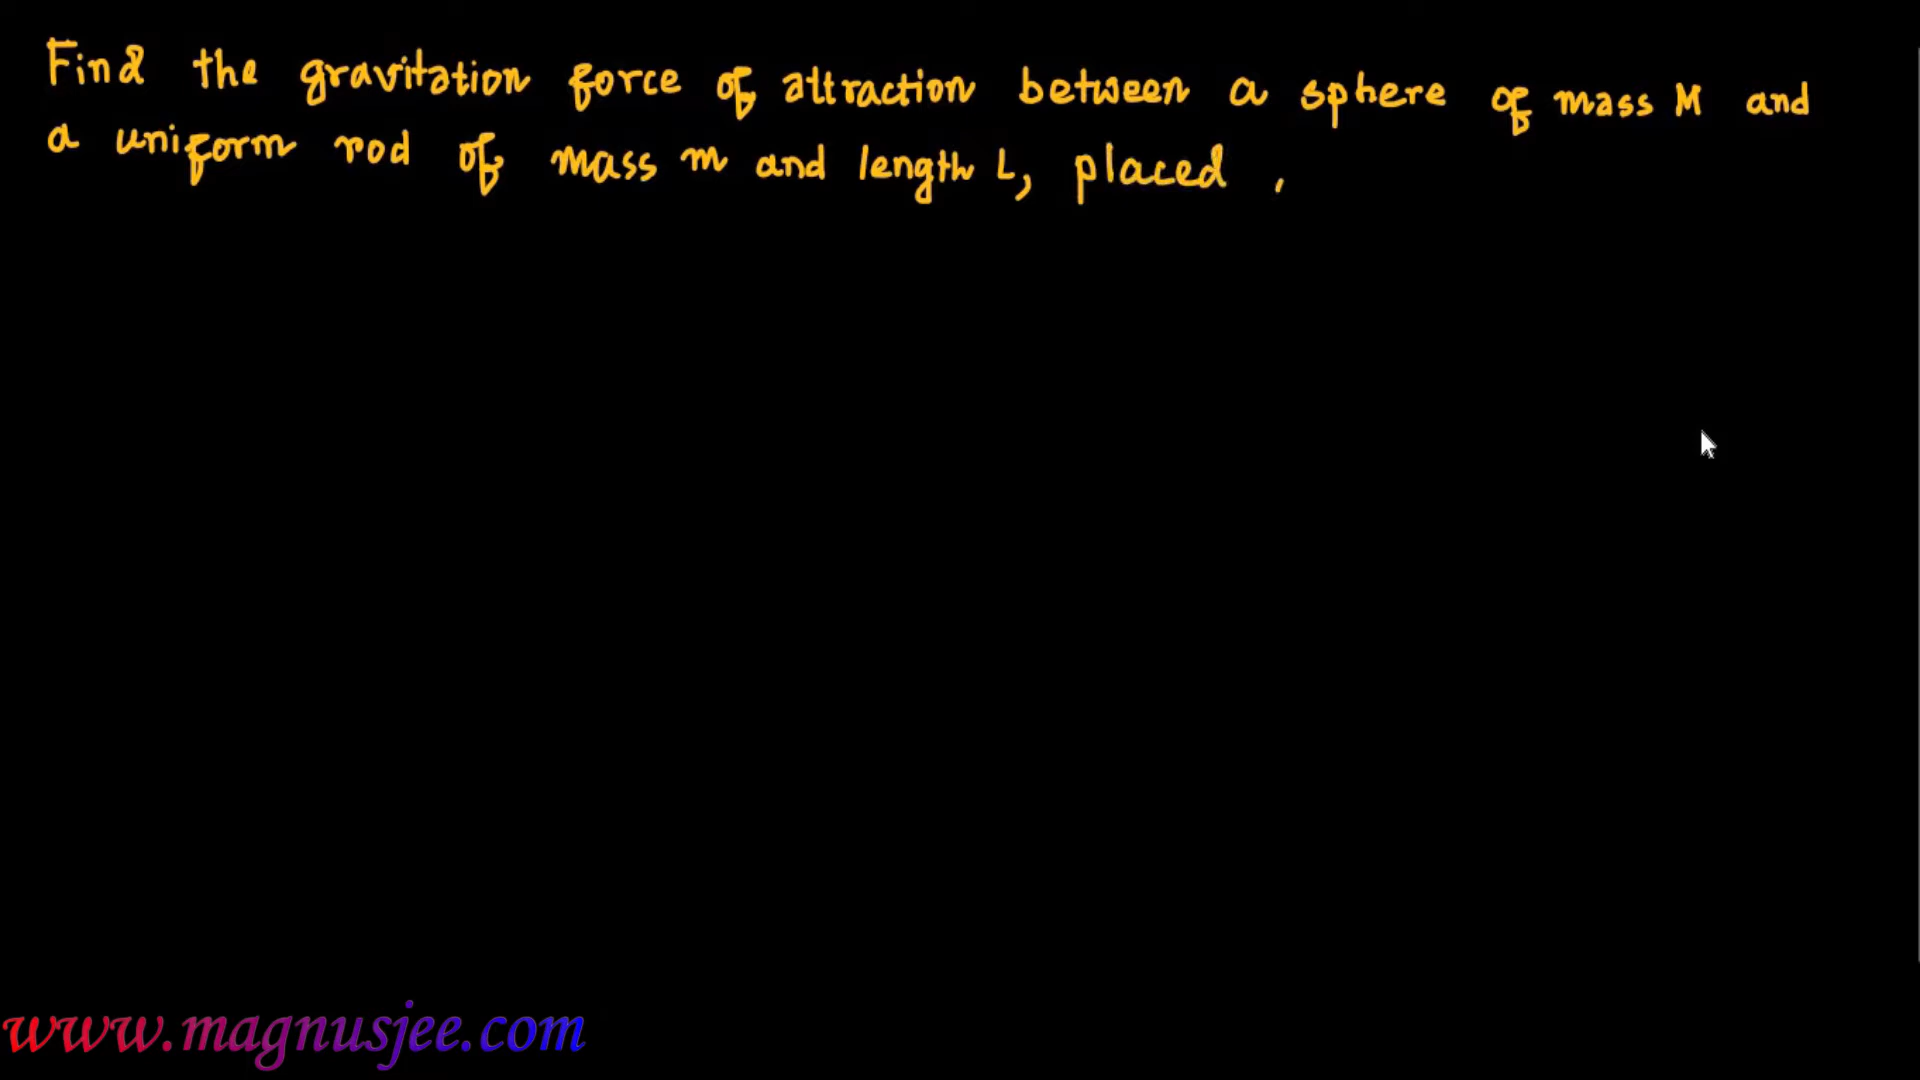 Find the gravitation force of attraction between a sphere of mass M and
a uniform rod of mass m and length L, placed
www.magnusjee.com